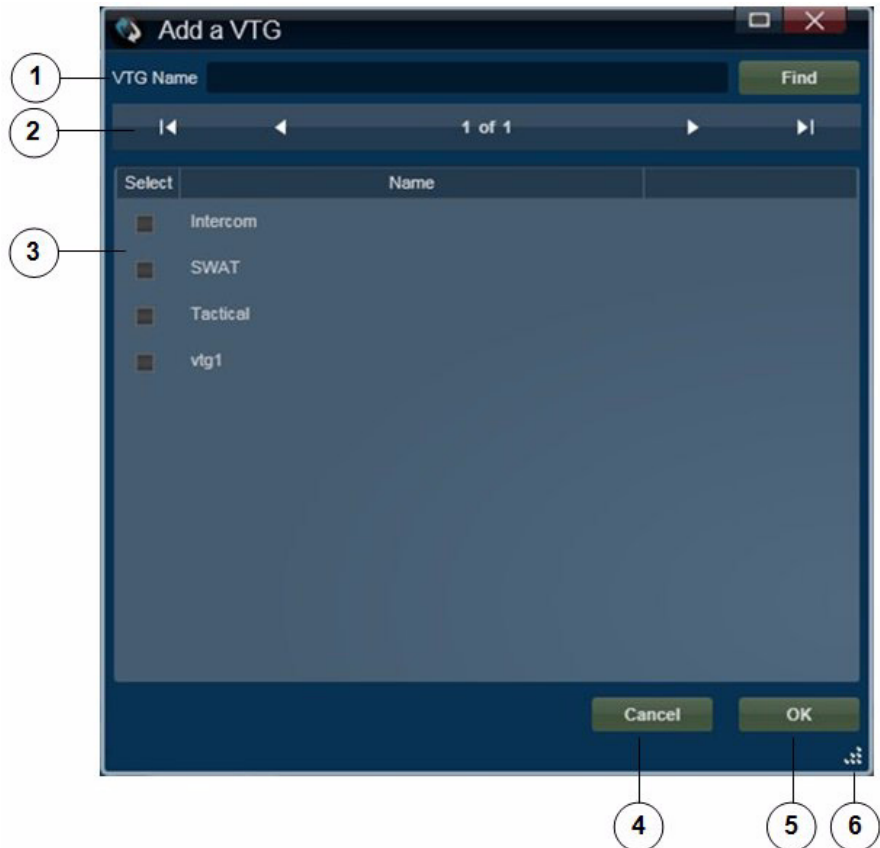 Add a VTG
1 VTG Name Find
2 1 of 1
Select Name
Intercom
3
SWAT
Tactical
vtg1
Cancel OK
4 5 6